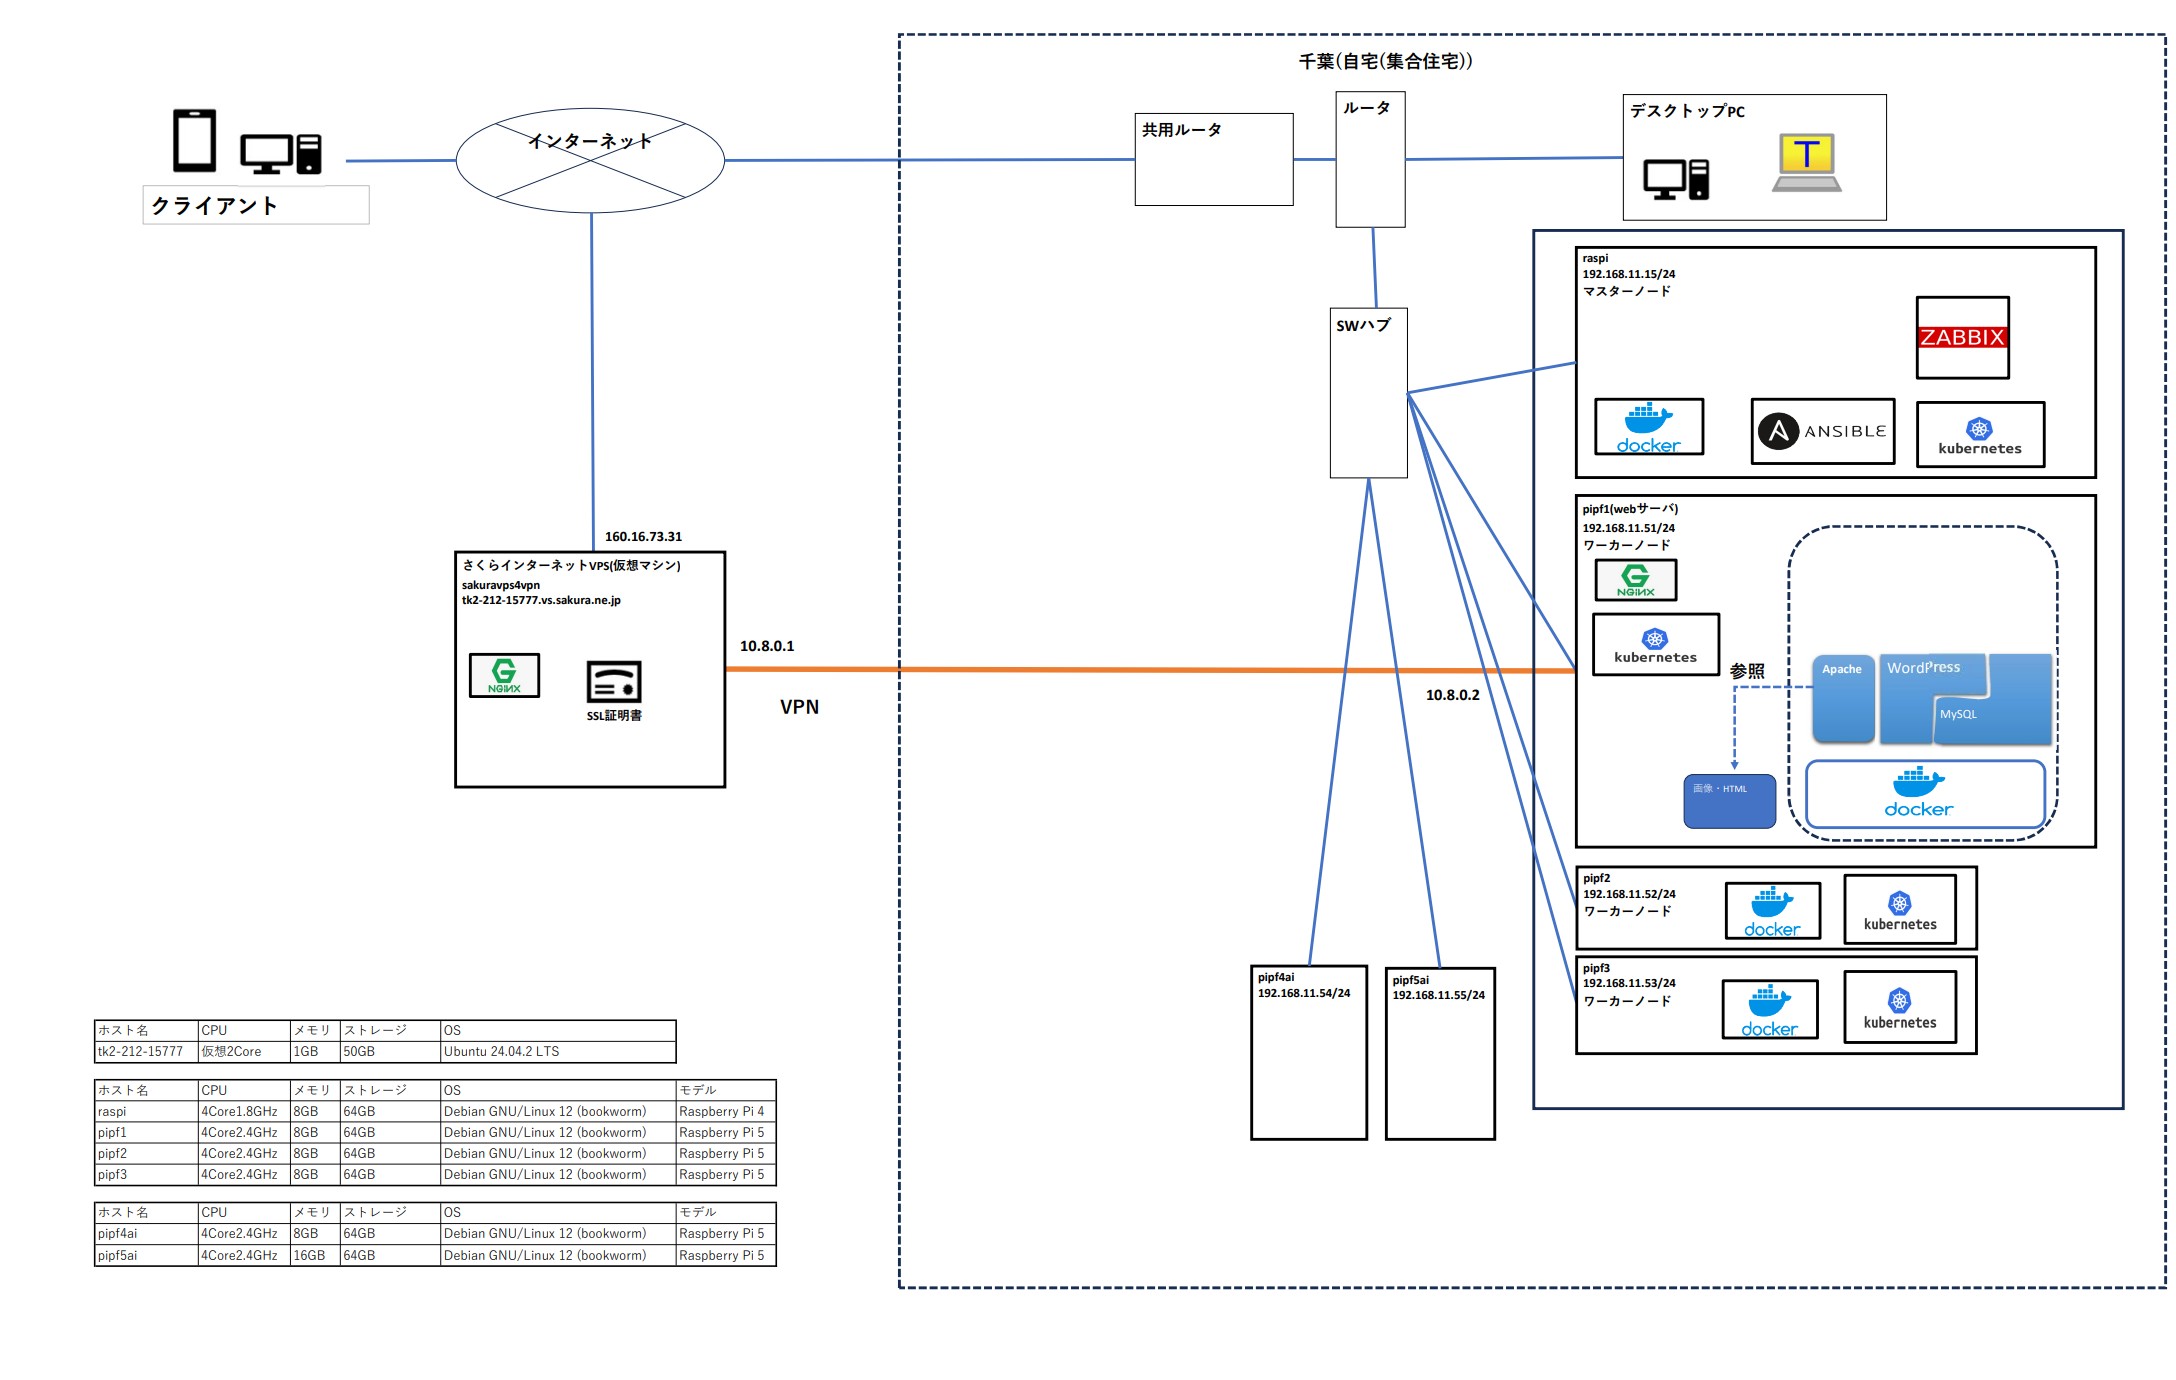 千葉(自宅(集合住宅))
クライアント
インターネット
共用ルータ
ルータ
デスクトップPC
T
SWハブ
raspi
192.168.11.15/24
マスターノード
ZABBIX
docker
ANSIBLE
kubernetes
160.16.73.31
さくらインターネットVPS(仮想マシン)
sakuravps4vpn
tk2-212-15777.vs.sakura.ne.jp
NGINX
SSL証明書
10.8.0.1
VPN
10.8.0.2
pipf1(webサーバ)
192.168.11.51/24
ワーカーノード
NGINX
kubernetes
参照
Apache
WordPress
MySQL
画像・HTML
docker
pipf2
192.168.11.52/24
ワーカーノード
docker
kubernetes
pipf3
192.168.11.53/24
ワーカーノード
docker
kubernetes
pipf4ai
192.168.11.54/24
pipf5ai
192.168.11.55/24
ホスト名 CPU メモリ ストレージ OS
tk2-212-15777 仮想2Core 1GB 50GB Ubuntu 24.04.2 LTS
ホスト名 CPU メモリ ストレージ OS モデル
raspi 4Core1.8GHz 8GB 64GB Debian GNU/Linux 12 (bookworm) Raspberry Pi 4
pipf1 4Core2.4GHz 8GB 64GB Debian GNU/Linux 12 (bookworm) Raspberry Pi 5
pipf2 4Core2.4GHz 8GB 64GB Debian GNU/Linux 12 (bookworm) Raspberry Pi 5
pipf3 4Core2.4GHz 8GB 64GB Debian GNU/Linux 12 (bookworm) Raspberry Pi 5
ホスト名 CPU メモリ ストレージ OS モデル
pipf4ai 4Core2.4GHz 8GB 64GB Debian GNU/Linux 12 (bookworm) Raspberry Pi 5
pipf5ai 4Core2.4GHz 16GB 64GB Debian GNU/Linux 12 (bookworm) Raspberry Pi 5